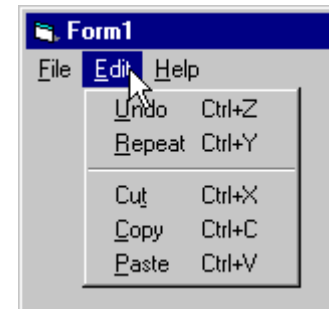 Form1
File Edit Help
Undo Ctrl+Z
Repeat Ctrl+Y
Cut Ctrl+X
Copy Ctrl+C
Paste Ctrl+V